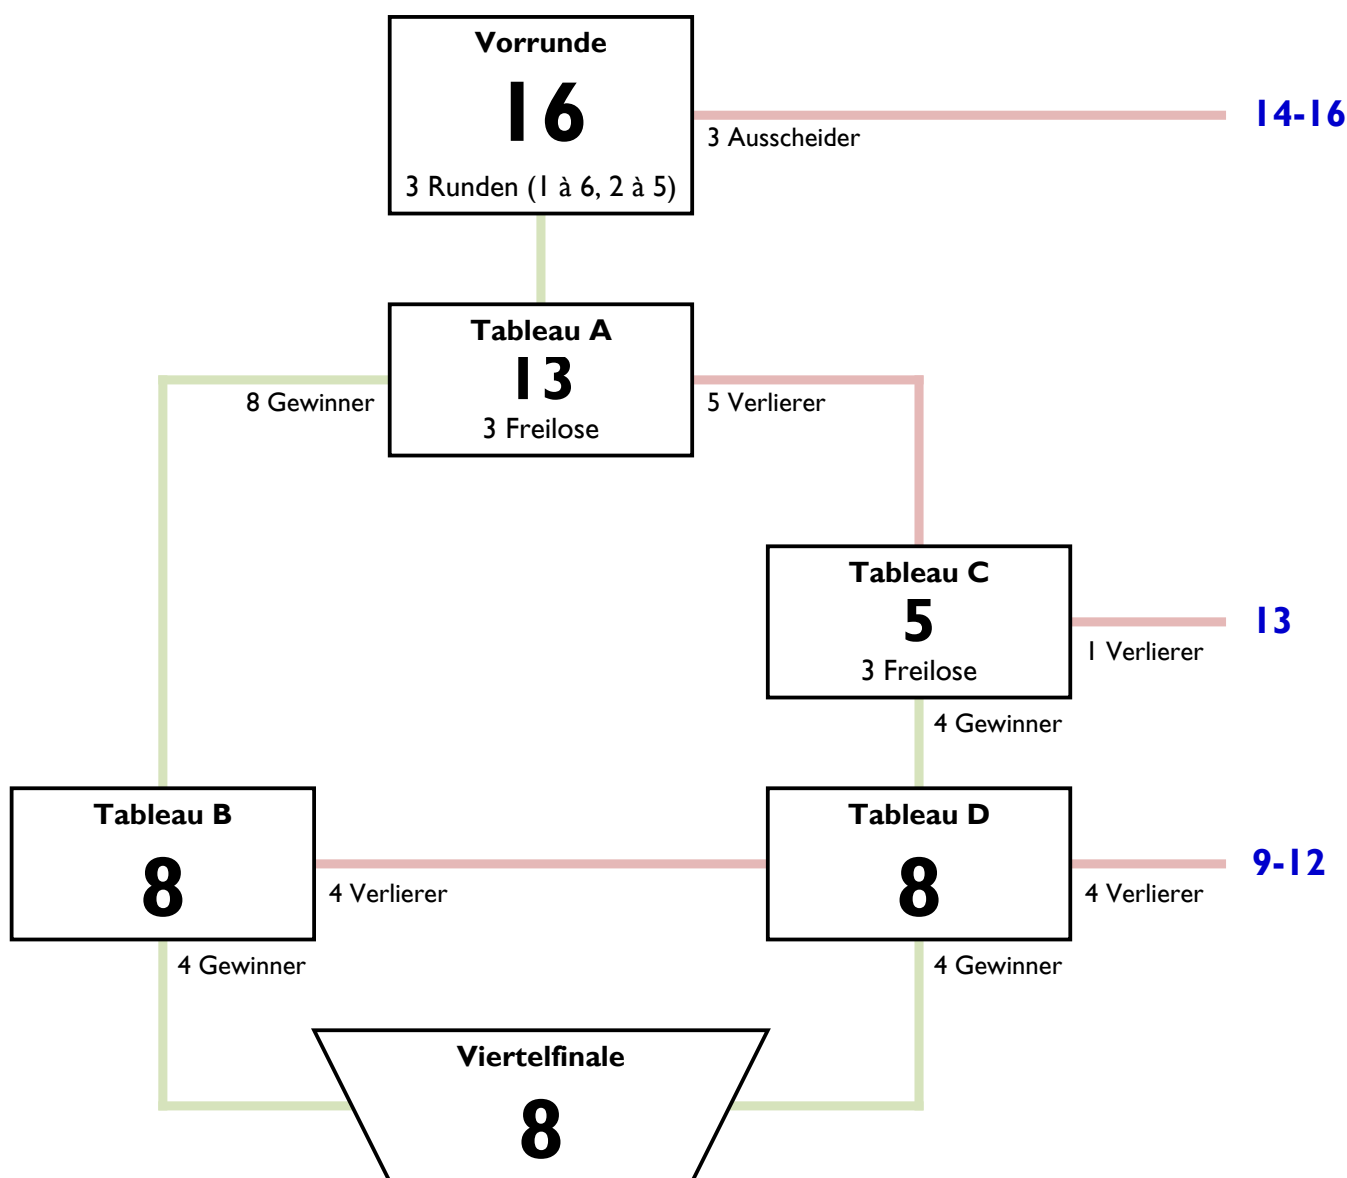 Vorrunde
16
3 Runden (1 à 6, 2 à 5)
3 Ausscheider
14-16
Tableau A
13
3 Freilose
8 Gewinner
5 Verlierer
Tableau C
5
3 Freilose
1 Verlierer
13
4 Gewinner
Tableau B
8
4 Verlierer
4 Gewinner
Tableau D
8
4 Verlierer
9-12
4 Gewinner
Viertelfinale
8